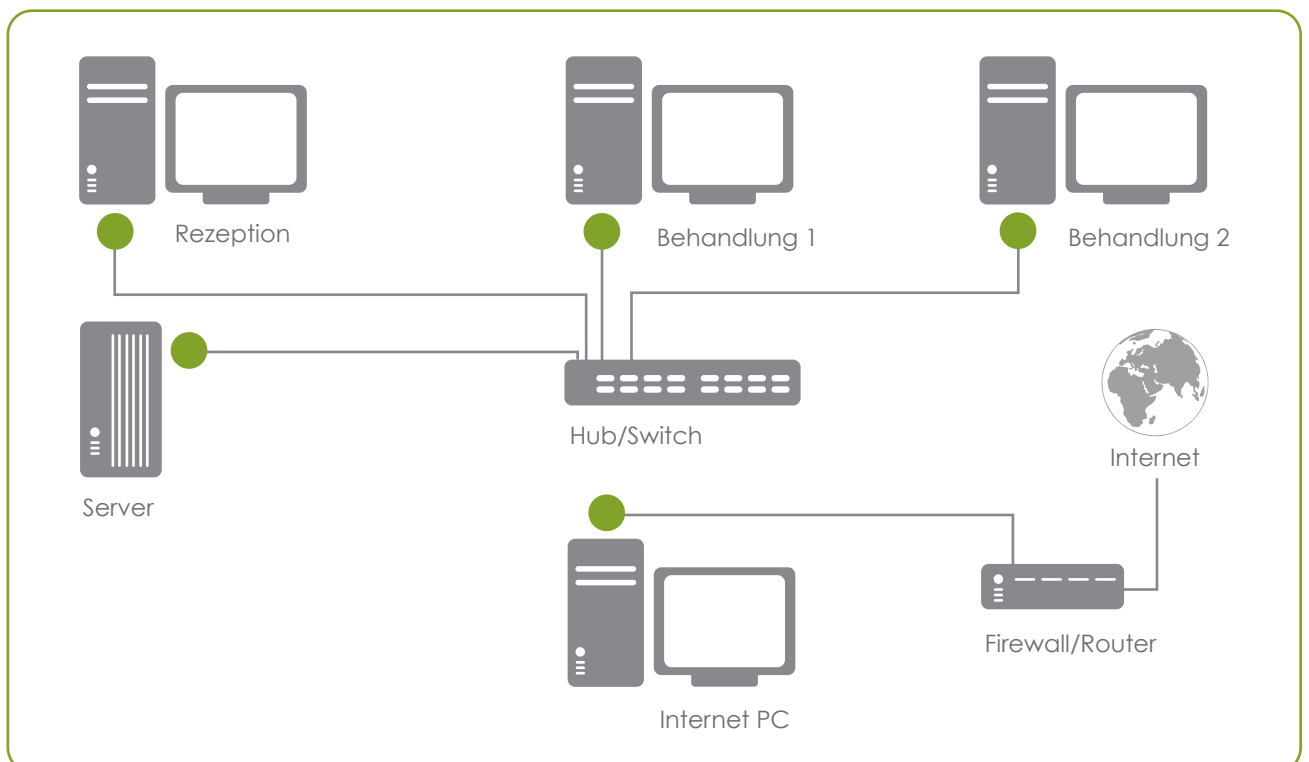 Rezeption
Behandlung 1
Behandlung 2
Hub/Switch
Internet
Server
Firewall/Router
Internet PC